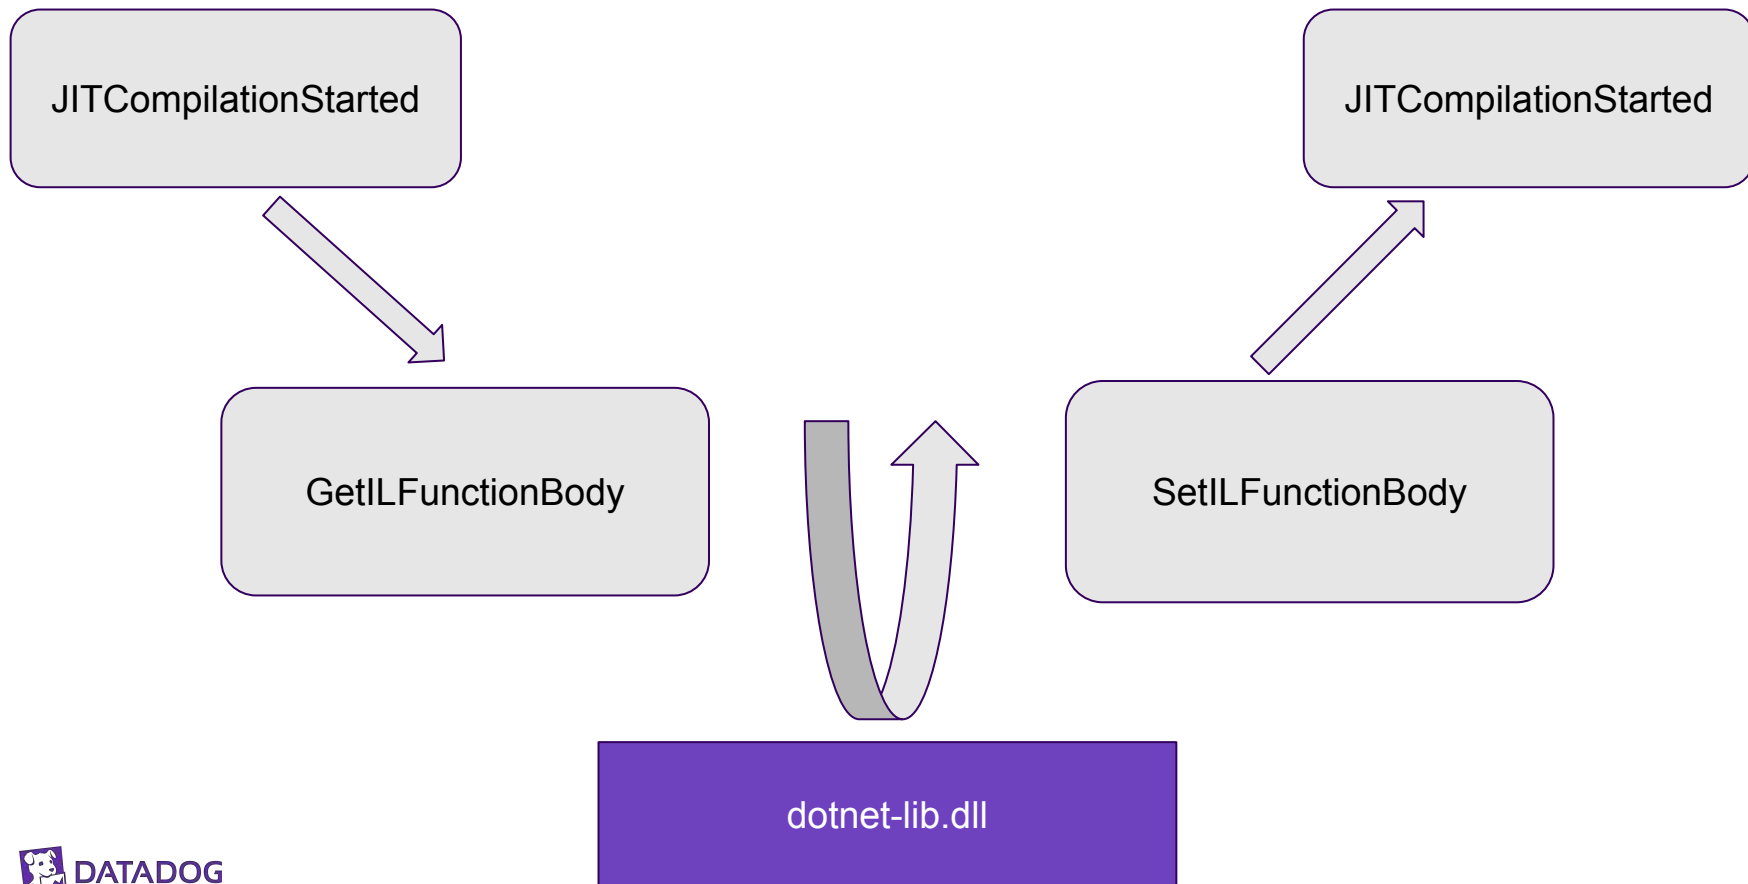 JITCompilationStarted
JITCompilationStarted
GetILFunctionBody
SetILFunctionBody
dotnet-lib.dll
DATADOG